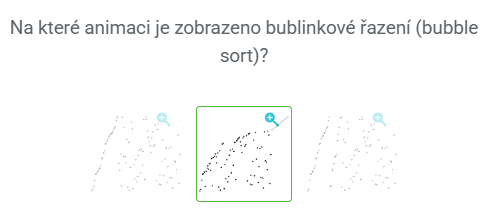 Na které animaci je zobrazeno bublinkové řazení (bubble
sort)?